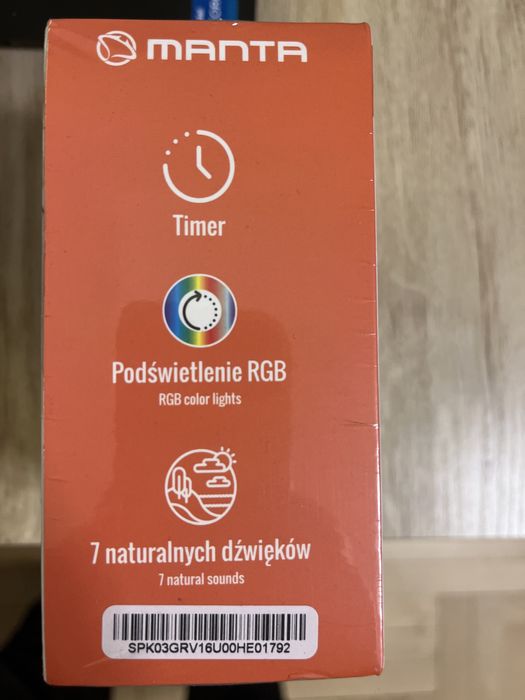 MANTA
Timer
Podświetlenie RGB
RGB color lights
7 naturalnych dźwięków
7 natural sounds
SPK03GRV16U00HE01792